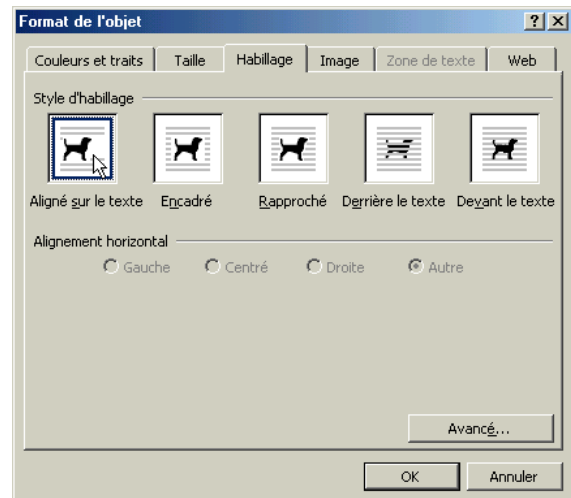 Format de l'objet
Couleurs et traits Taille Habillage Image Zone de texte Web
Style d'habillage
Aligné sur le texte Encadré Rapproché Derrière le texte Devant le texte
Alignement horizontal
Gauche Centré Droite Autre
Avancé...
OK Annuler